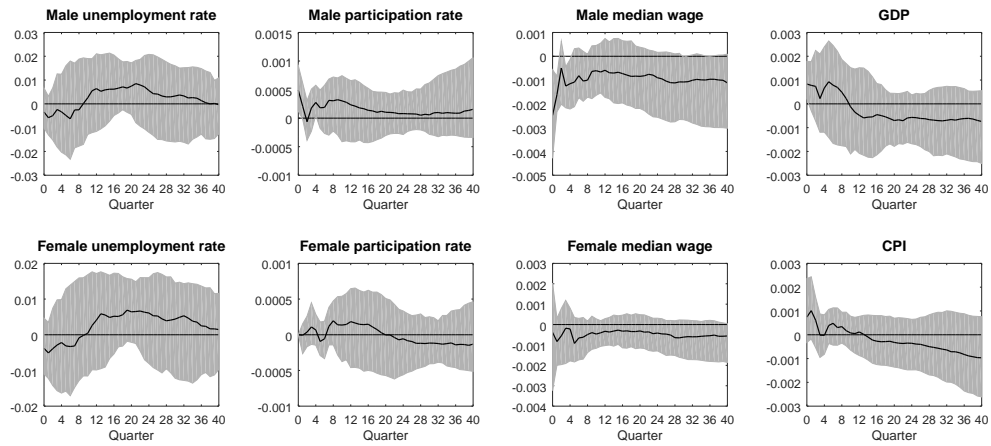 Male unemployment rate
0.03
0.02
0.01
0
-0.01
-0.02
-0.03
0 4 8 12 16 20 24 28 32 36 40
Quarter
Male participation rate
0.0015
0.001
0.0005
0
-0.0005
-0.001
0 4 8 12 16 20 24 28 32 36 40
Quarter
Male median wage
0.001
0
-0.001
-0.002
-0.003
-0.004
-0.005
0 4 8 12 16 20 24 28 32 36 40
Quarter
GDP
0.003
0.002
0.001
0
-0.001
-0.002
-0.003
0 4 8 12 16 20 24 28 32 36 40
Quarter
Female unemployment rate
0.02
0.01
0
-0.01
-0.02
0 4 8 12 16 20 24 28 32 36 40
Quarter
Female participation rate
0.001
0.0005
0
-0.0005
-0.001
0 4 8 12 16 20 24 28 32 36 40
Quarter
Female median wage
0.003
0.002
0.001
0
-0.001
-0.002
-0.003
-0.004
0 4 8 12 16 20 24 28 32 36 40
Quarter
CPI
0.003
0.002
0.001
0
-0.001
-0.002
-0.003
0 4 8 12 16 20 24 28 32 36 40
Quarter